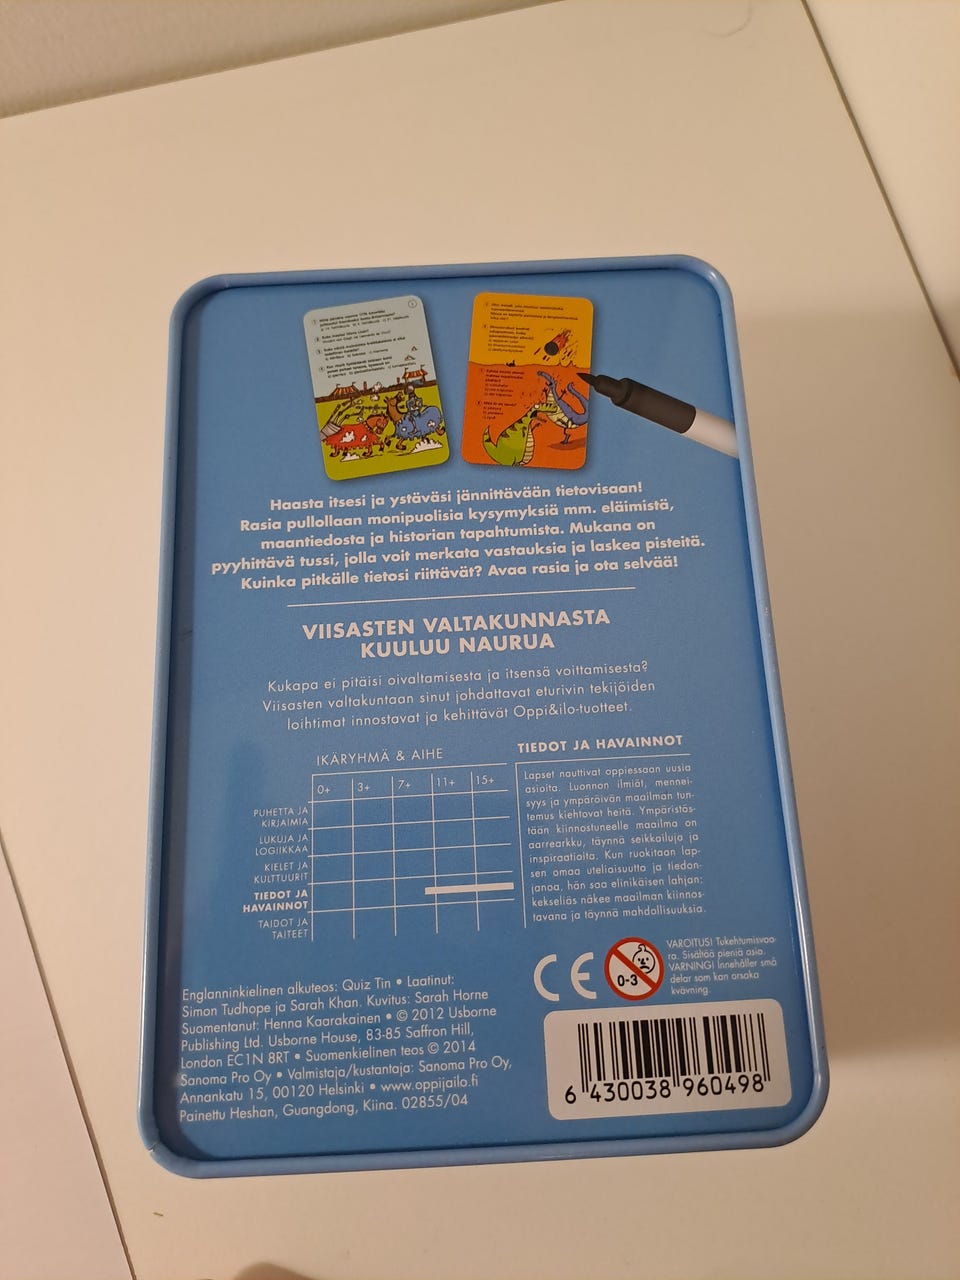 Haasta itsesi ja ystäväsi jännittävään tietovisaan!
Rasia pullollaan monipuolisia kysymyksiä mm. eläimistä,
maantiedosta ja historian tapahtumista. Mukana on
pyyhittävä tussi, jolla voit merkata vastauksia ja laskea pisteitä.
Kuinka pitkälle tietosi riittävät? Avaa rasia ja ota selvää!
VIISASTEN VALTAKUNNASTA
KUULUU NAURUA
Kukapa ei pitäisi oivaltamisesta ja itsensä voittamisesta?
Viisasten valtakuntaan sinut johdattavat eturivin tekijöiden
loihtimat innostavat ja kehittävät Oppi&ilo-tuotteet.
IKÄRYHMÄ & AIHE
0+ 3+ 7+ 11+ 15+
PUHETTA JA
KIRJAIMIA
LUKUJA JA
LOGIIKKAA
KIELET JA
KULTTUURIT
TIEDOT JA
HAVAINNOT
TAIDOT JA
TAITEET
TIEDOT JA HAVAINNOT
Lapset nauttivat oppiessaan uusia
asioita. Luonnon ilmiöt, mennei-
syys ja ympäröivän maailman tun-
temus kiehtovat heitä. Ympäristös-
tään kiinnostuneelle maailma on
aarrearkku, täynnä seikkailuja ja
inspiraatioita. Kun ruokitaan lap-
sen omaa uteliaisuutta ja tiedon-
janoa, hän saa elinikäisen lahjan:
kekseliäs näkee maailman kiinnos-
tavana ja täynnä mahdollisuuksia.
Englanninkielinen alkuteos: Quiz Tin • Laatinut:
Simon Tudhope ja Sarah Khan. Kuvitus: Sarah Horne
Suomentanut: Henna Kaarakainen • © 2012 Usborne
Publishing Ltd. Usborne House, 83-85 Saffron Hill,
London EC1N 8RT • Suomenkielinen teos © 2014
Sanoma Pro Oy • Valmistaja/kustantaja: Sanoma Pro Oy,
Annankatu 15, 00120 Helsinki • www.oppijailo.fi
Painettu Heshan, Guangdong, Kiina. 02855/04
CE
0-3
VAROITUS! Tukehtumisvaa-
ra. Sisältää pieniä osia.
VARNING! Innehåller små
delar som kan orsaka
kvävning.
6 430038 960498